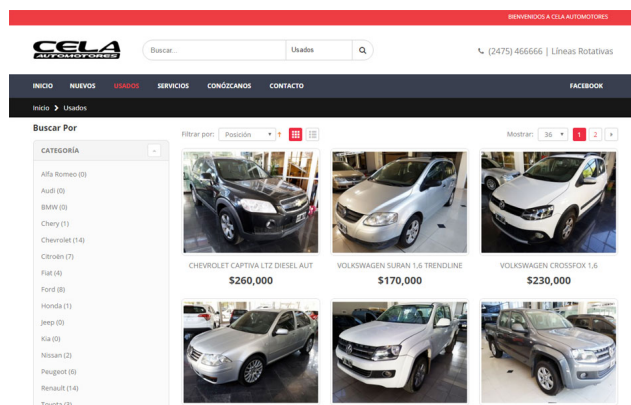 BIENVENIDOS A CELA AUTOMOTORES
CELA
AUTOMOTORES
Buscar...
Usados
(2475) 466666 | Líneas Rotativas
INICIO NUEVOS USADOS SERVICIOS CONÓZCANOS CONTACTO FACEBOOK
Inicio > Usados
Buscar Por
Filtrar por: Posición
Mostrar: 36 1 2
CATEGORÍA
Alfa Romeo (0)
Audi (0)
BMW (0)
Chery (1)
Chevrolet (14)
Citroën (7)
Fiat (4)
Ford (8)
Honda (1)
Jeep (0)
Kia (0)
Nissan (2)
Peugeot (6)
Renault (14)
Toyota (3)
CHEVROLET CAPTIVA LTZ DIESEL AUT
$260,000
VOLKSWAGEN SURAN 1,6 TRENDLINE
$170,000
VOLKSWAGEN CROSSFOX 1,6
$230,000